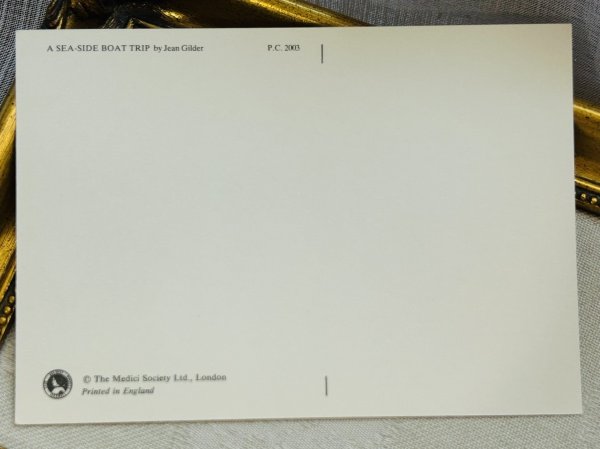 A SEA-SIDE BOAT TRIP by Jean Gilder P.C. 2003
© The Medici Society Ltd., London
Printed in England